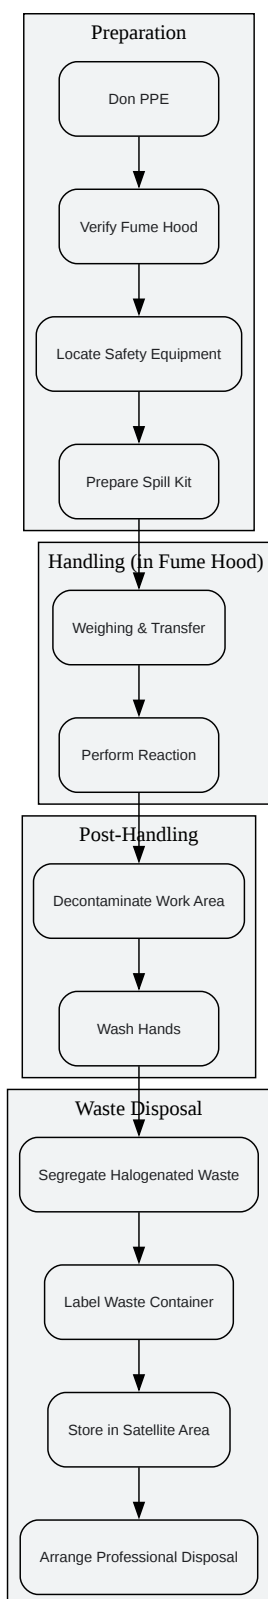 Preparation
Don PPE
Verify Fume Hood
Locate Safety Equipment
Prepare Spill Kit
Handling (in Fume Hood)
Weighing & Transfer
Perform Reaction
Post-Handling
Decontaminate Work Area
Wash Hands
Waste Disposal
Segregate Halogenated Waste
Label Waste Container
Store in Satellite Area
Arrange Professional Disposal